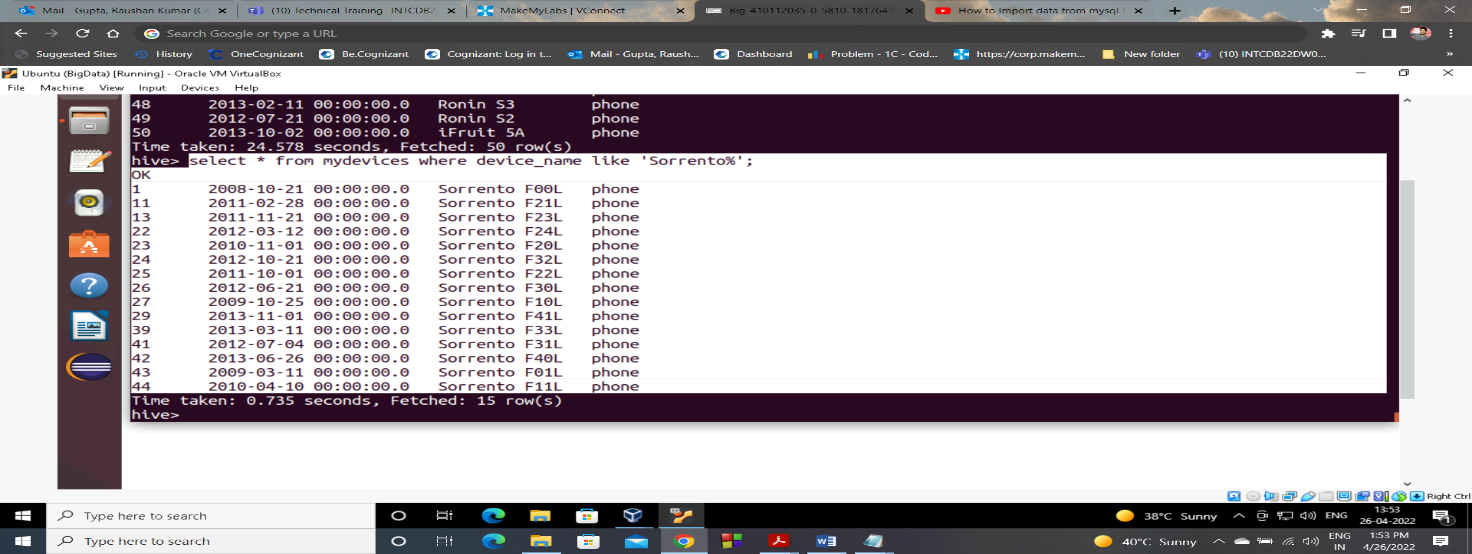 Mail - Gupta, Raushan Kumar (C
(10) Technical Training - INTCDB2
MakeMyLabs | VConnect
Big-410112035-0-5810-181764
How to Import data from mysql t
Search Google or type a URL
Suggested Sites
History
OneCognizant
Be.Cognizant
Cognizant: Log in t...
Mail - Gupta, Raush...
Dashboard
Problem - 1C - Cod...
https://corp.makem...
New folder
(10) INTCDB22DW0...
Ubuntu (BigData) [Running] - Oracle VM VirtualBox
File Machine View Input Devices Help
48 2013-02-11 00:00:00.0 Ronin S3 phone
49 2012-07-21 00:00:00.0 Ronin S2 phone
50 2013-10-02 00:00:00.0 iFruit 5A phone
Time taken: 24.578 seconds, Fetched: 50 row(s)
hive> select * from mydevices where device_name like 'Sorrento%';
OK
1 2008-10-21 00:00:00.0 Sorrento F00L phone
11 2011-02-28 00:00:00.0 Sorrento F21L phone
13 2011-11-21 00:00:00.0 Sorrento F23L phone
22 2012-03-12 00:00:00.0 Sorrento F24L phone
23 2010-11-01 00:00:00.0 Sorrento F20L phone
24 2012-10-21 00:00:00.0 Sorrento F32L phone
25 2011-10-01 00:00:00.0 Sorrento F22L phone
26 2012-06-21 00:00:00.0 Sorrento F30L phone
27 2009-10-25 00:00:00.0 Sorrento F10L phone
29 2013-11-01 00:00:00.0 Sorrento F41L phone
39 2013-03-11 00:00:00.0 Sorrento F33L phone
41 2012-07-04 00:00:00.0 Sorrento F31L phone
42 2013-06-26 00:00:00.0 Sorrento F40L phone
43 2009-03-11 00:00:00.0 Sorrento F01L phone
44 2010-04-10 00:00:00.0 Sorrento F11L phone
Time taken: 0.735 seconds, Fetched: 15 row(s)
hive>
Right Ctrl
Type here to search
38°C Sunny
ENG
13:53
26-04-2022
Type here to search
40°C Sunny
ENG
IN
1:53 PM
4/26/2022
1